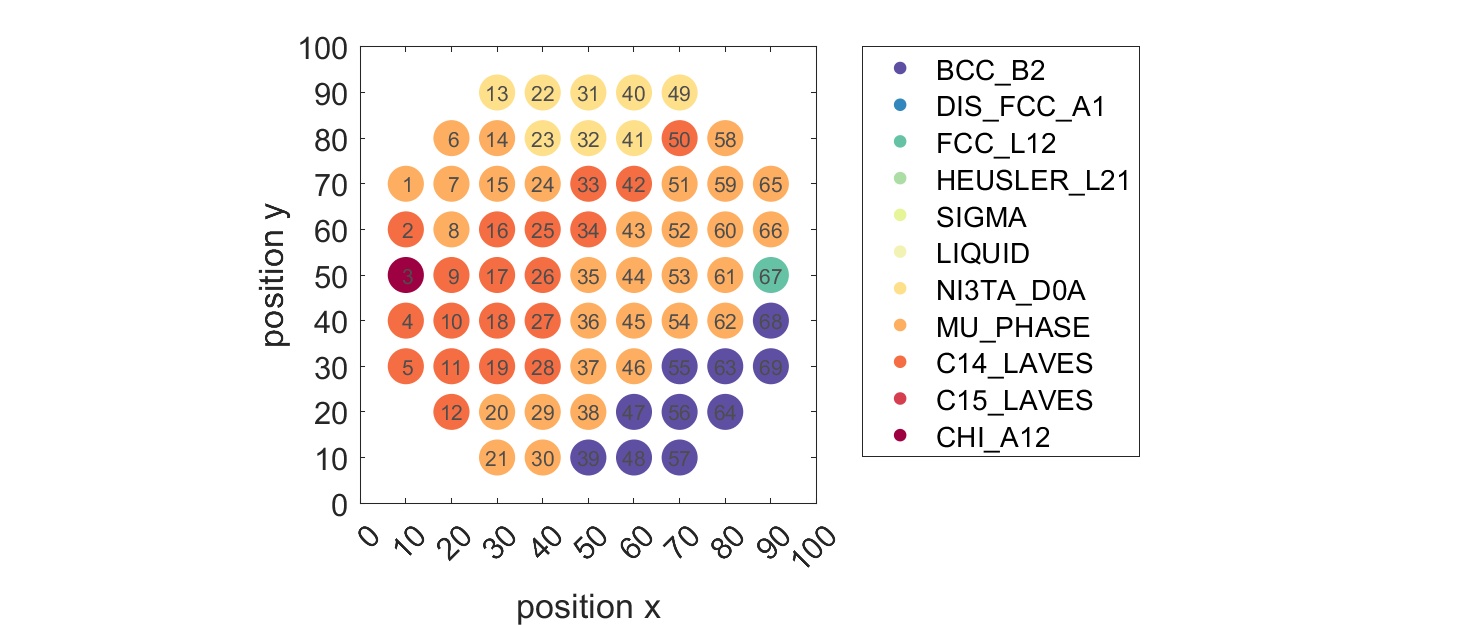 100
90
80
70
60
50
40
30
20
10
0
position y
13 22 31 40 49
6 14 23 32 41 50 58
1 7 15 24 33 42 51 59 65
2 8 16 25 34 43 52 60 66
3 9 17 26 35 44 53 61 67
4 10 18 27 36 45 54 62 68
5 11 19 28 37 46 55 63 69
12 20 29 38 47 56 64
21 30 39 48 57
0 10 20 30 40 50 60 70 80 90 100
position x
BCC_B2
DIS_FCC_A1
FCC_L12
HEUSLER_L21
SIGMA
LIQUID
NI3TA_D0A
MU_PHASE
C14_LAVES
C15_LAVES
CHI_A12